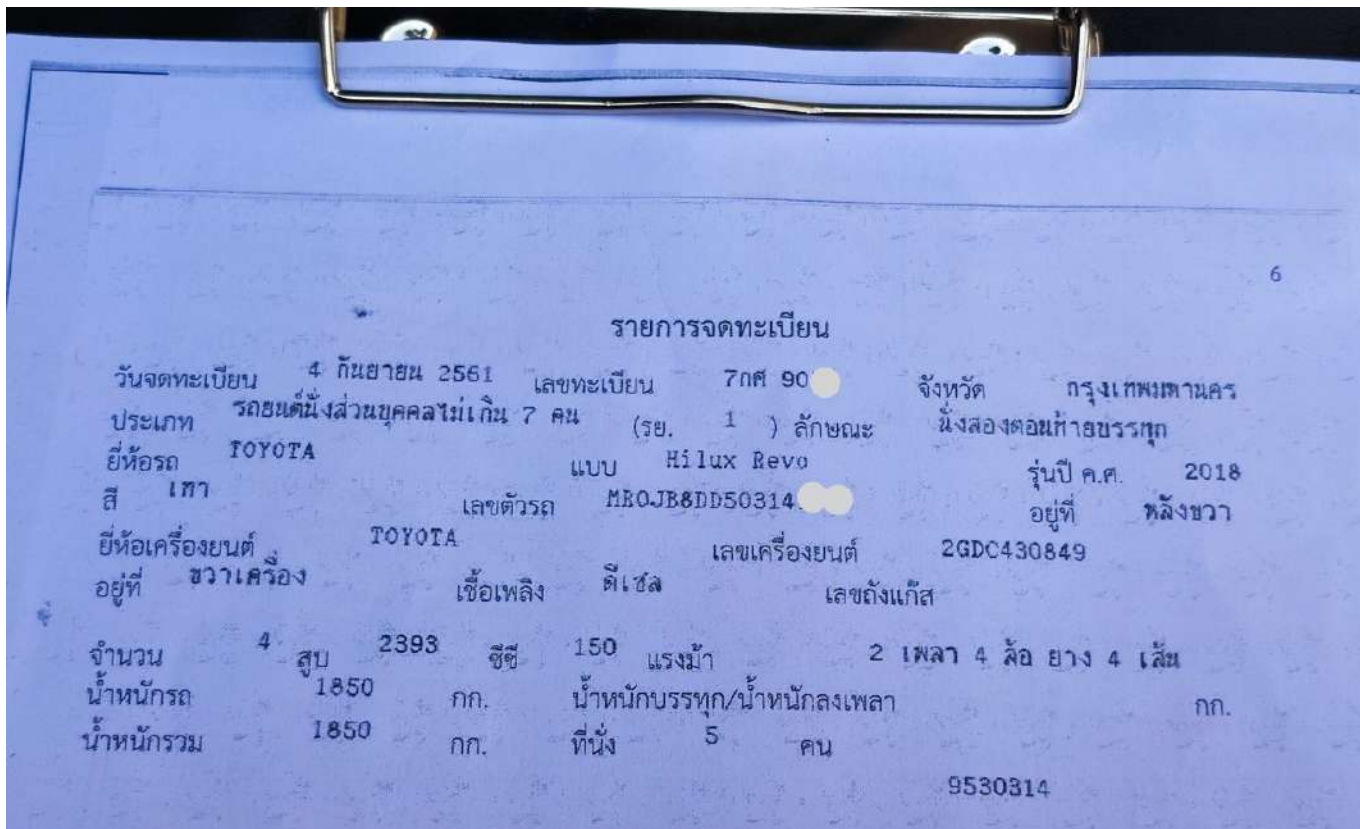 6
รายการจดทะเบียน
วันจดทะเบียน 4 กันยายน 2561 เลขทะเบียน 7กศ 90 จังหวัด กรุงเทพมหานคร
ประเภท รถยนต์นั่งส่วนบุคคลไม่เกิน 7 คน (รย. 1 ) ลักษณะ นั่งสองตอนท้ายบรรทุก
ยี่ห้อรถ TOYOTA แบบ Hilux Revo รุ่นปี ค.ศ. 2018
สี เทา เลขตัวรถ MR0JB8DD50314 อยู่ที่ หลังขวา
ยี่ห้อเครื่องยนต์ TOYOTA เลขเครื่องยนต์ 2GDC430849
อยู่ที่ ขวาเครื่อง เชื้อเพลิง ดีเซล เลขถังแก๊ส
จำนวน 4 สูบ 2393 ซีซี 150 แรงม้า 2 เพลา 4 ล้อ ยาง 4 เส้น
น้ำหนักรถ 1850 กก. น้ำหนักบรรทุก/น้ำหนักลงเพลา กก.
น้ำหนักรวม 1850 กก. ที่นั่ง 5 คน
9530314